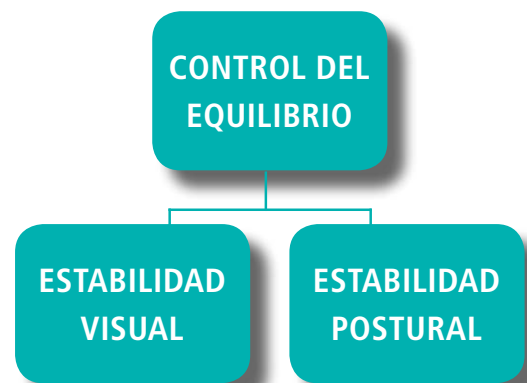 CONTROL DEL
EQUILIBRIO
ESTABILIDAD
VISUAL
ESTABILIDAD
POSTURAL